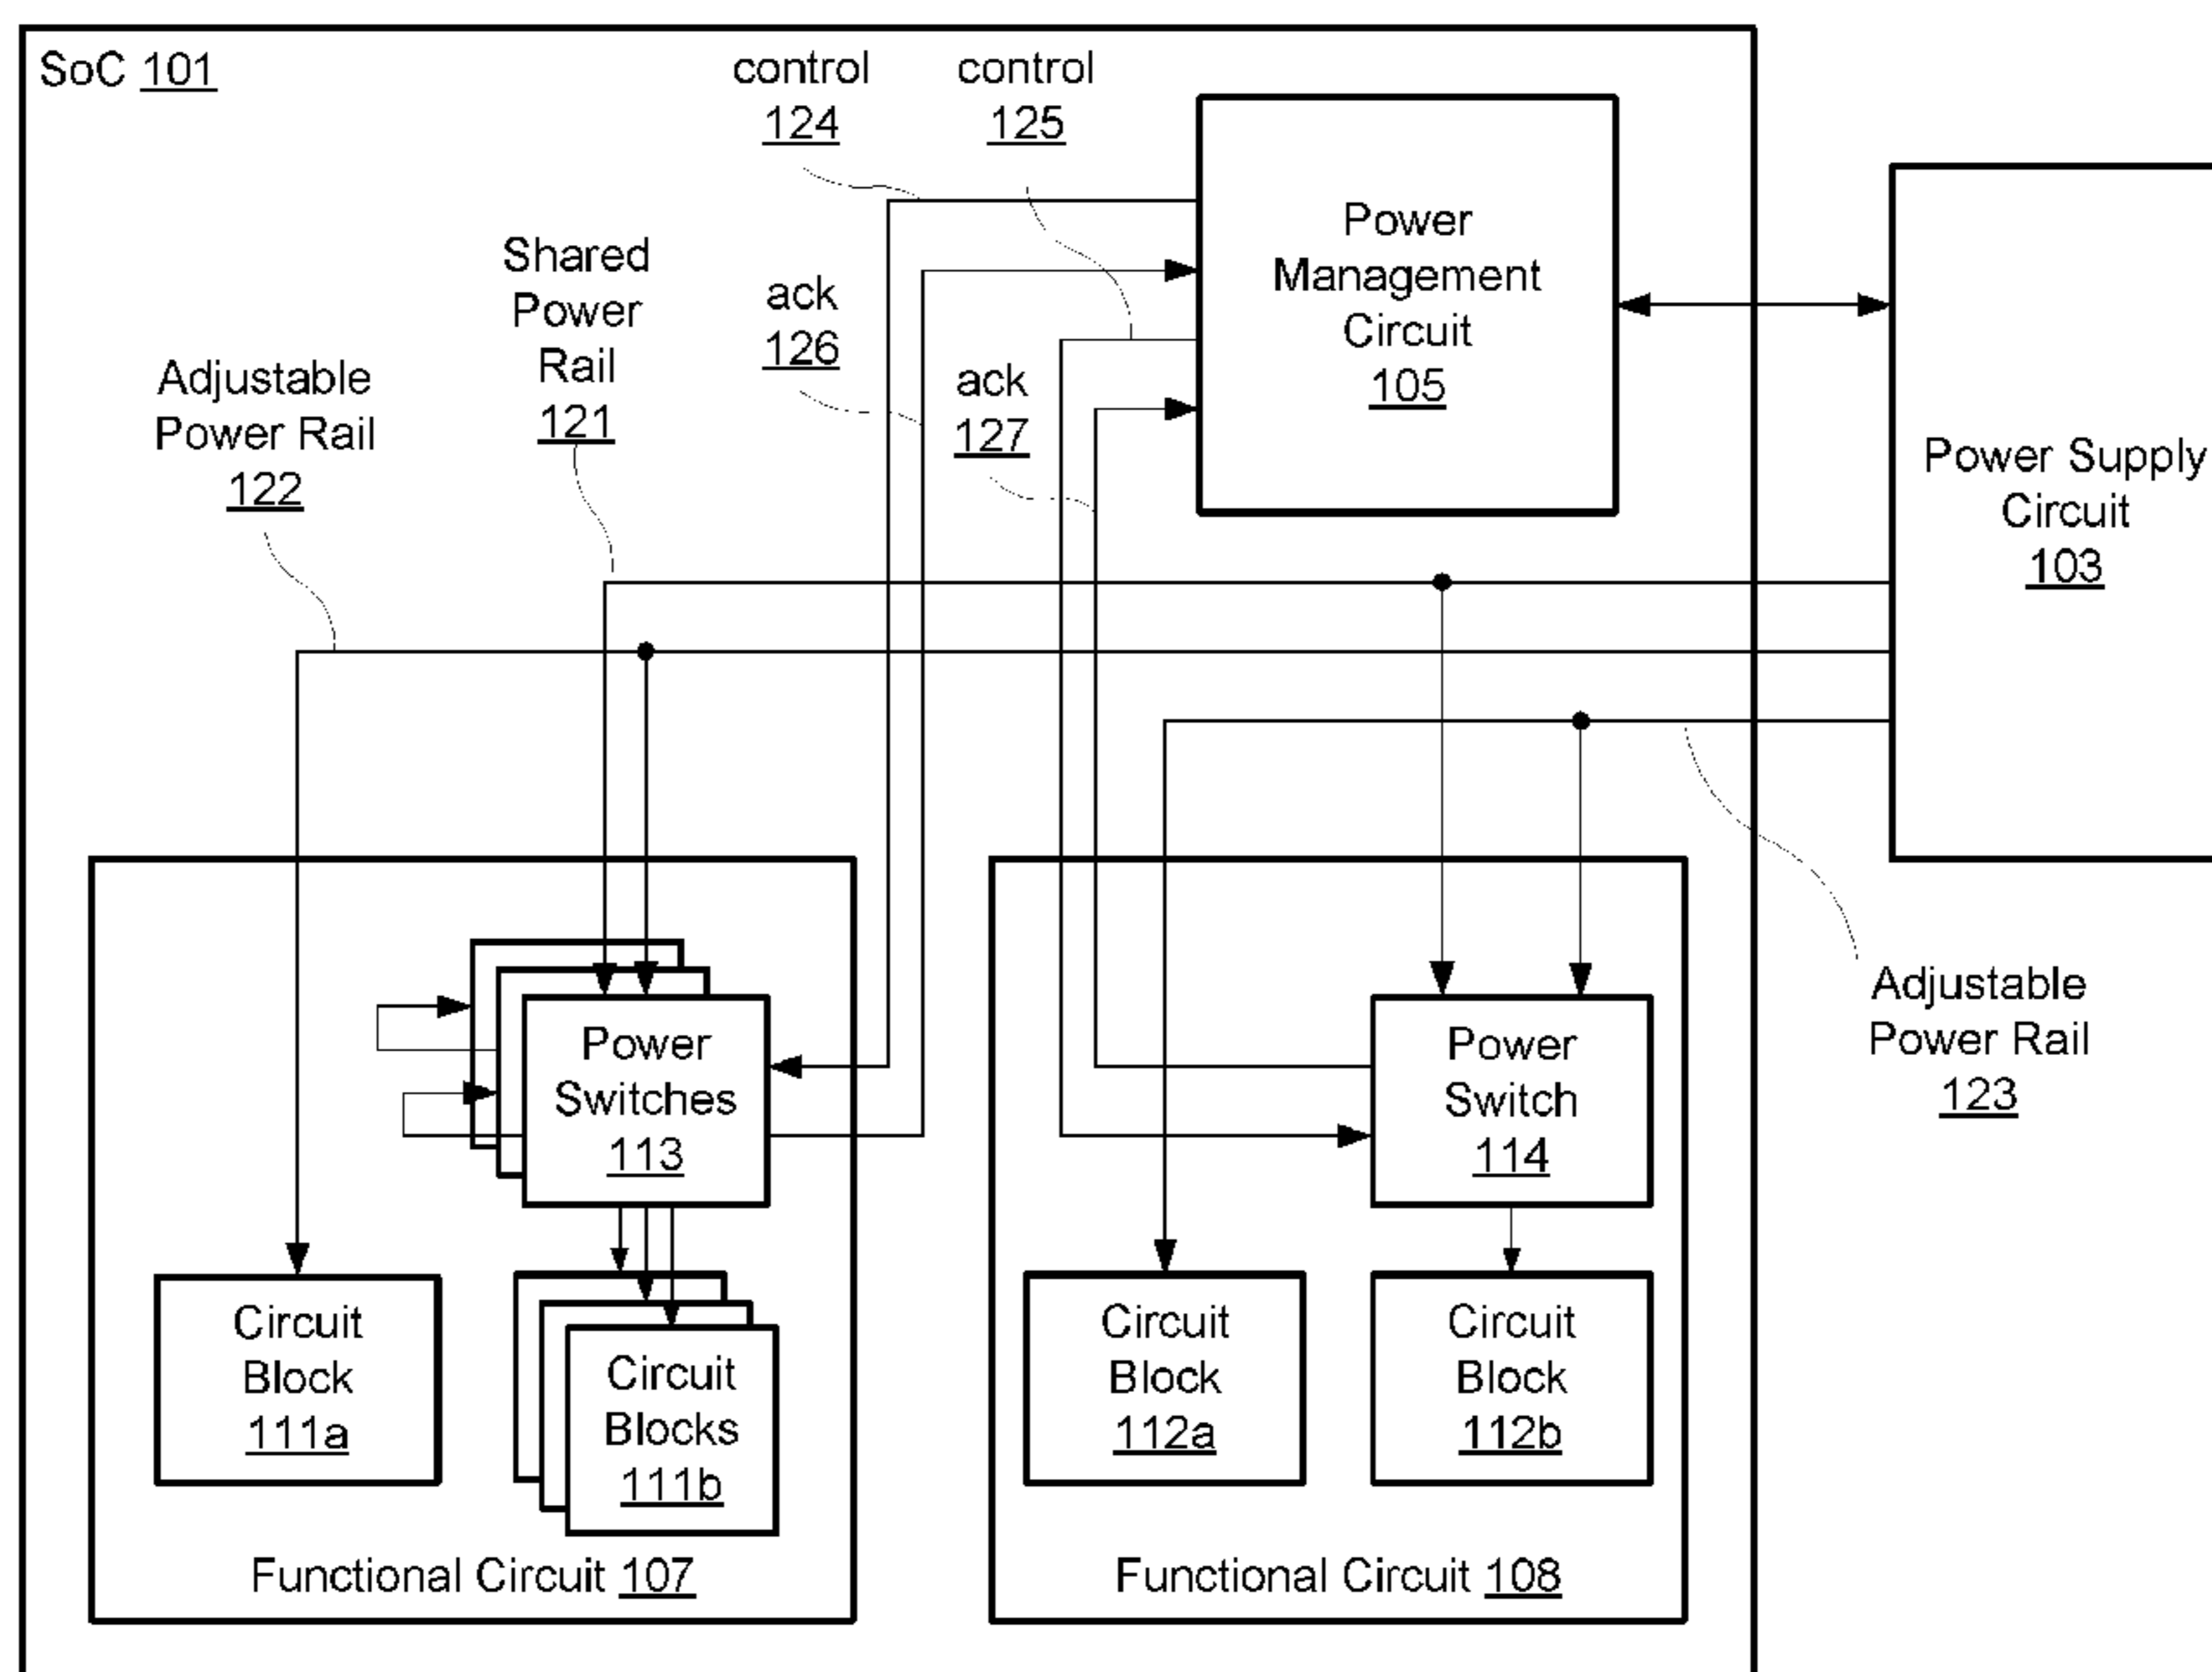 SoC 101
control
124
control
125
Power
Management
Circuit
105
Shared
Power
Rail
121
ack
126
ack
127
Adjustable
Power Rail
122
Power Supply
Circuit
103
Adjustable
Power Rail
123
Power
Switches
113
Circuit
Block
111a
Circuit
Blocks
111b
Functional Circuit 107
Power
Switch
114
Circuit
Block
112a
Circuit
Block
112b
Functional Circuit 108